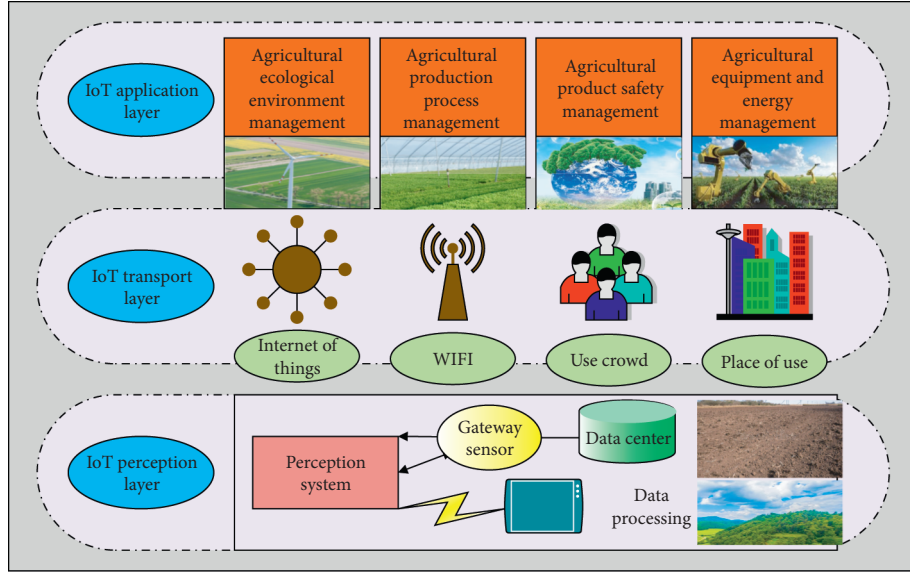 IoT application
layer
Agricultural
ecological
environment
management
Agricultural
production
process
management
Agricultural
product safety
management
Agricultural
equipment and
energy
management
IoT transport
layer
Internet of
things
WIFI
Use crowd
Place of use
IoT perception
layer
Perception
system
Gateway
sensor
Data center
Data
processing